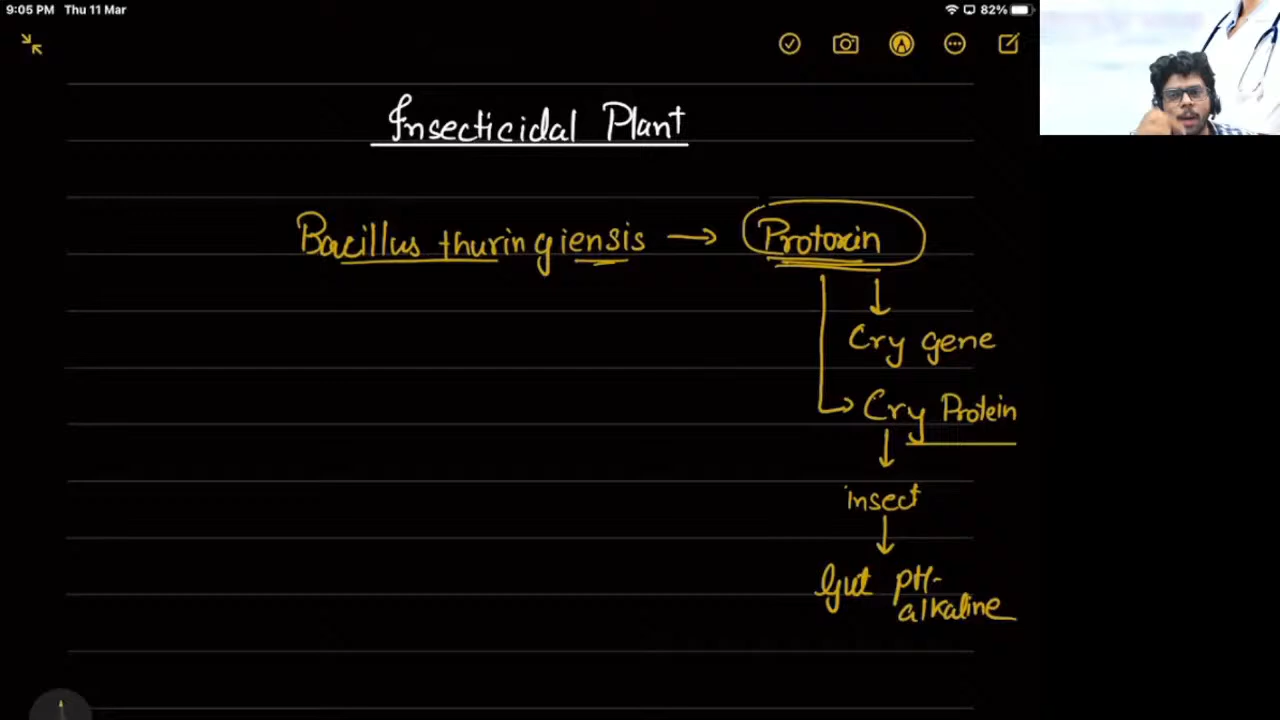 9:05 PM Thu 11 Mar
82%
Insecticidal Plant
Bacillus thuringiensis → Protoxin
Cry gene
Cry Protein
insect
Gut pH-
alkaline